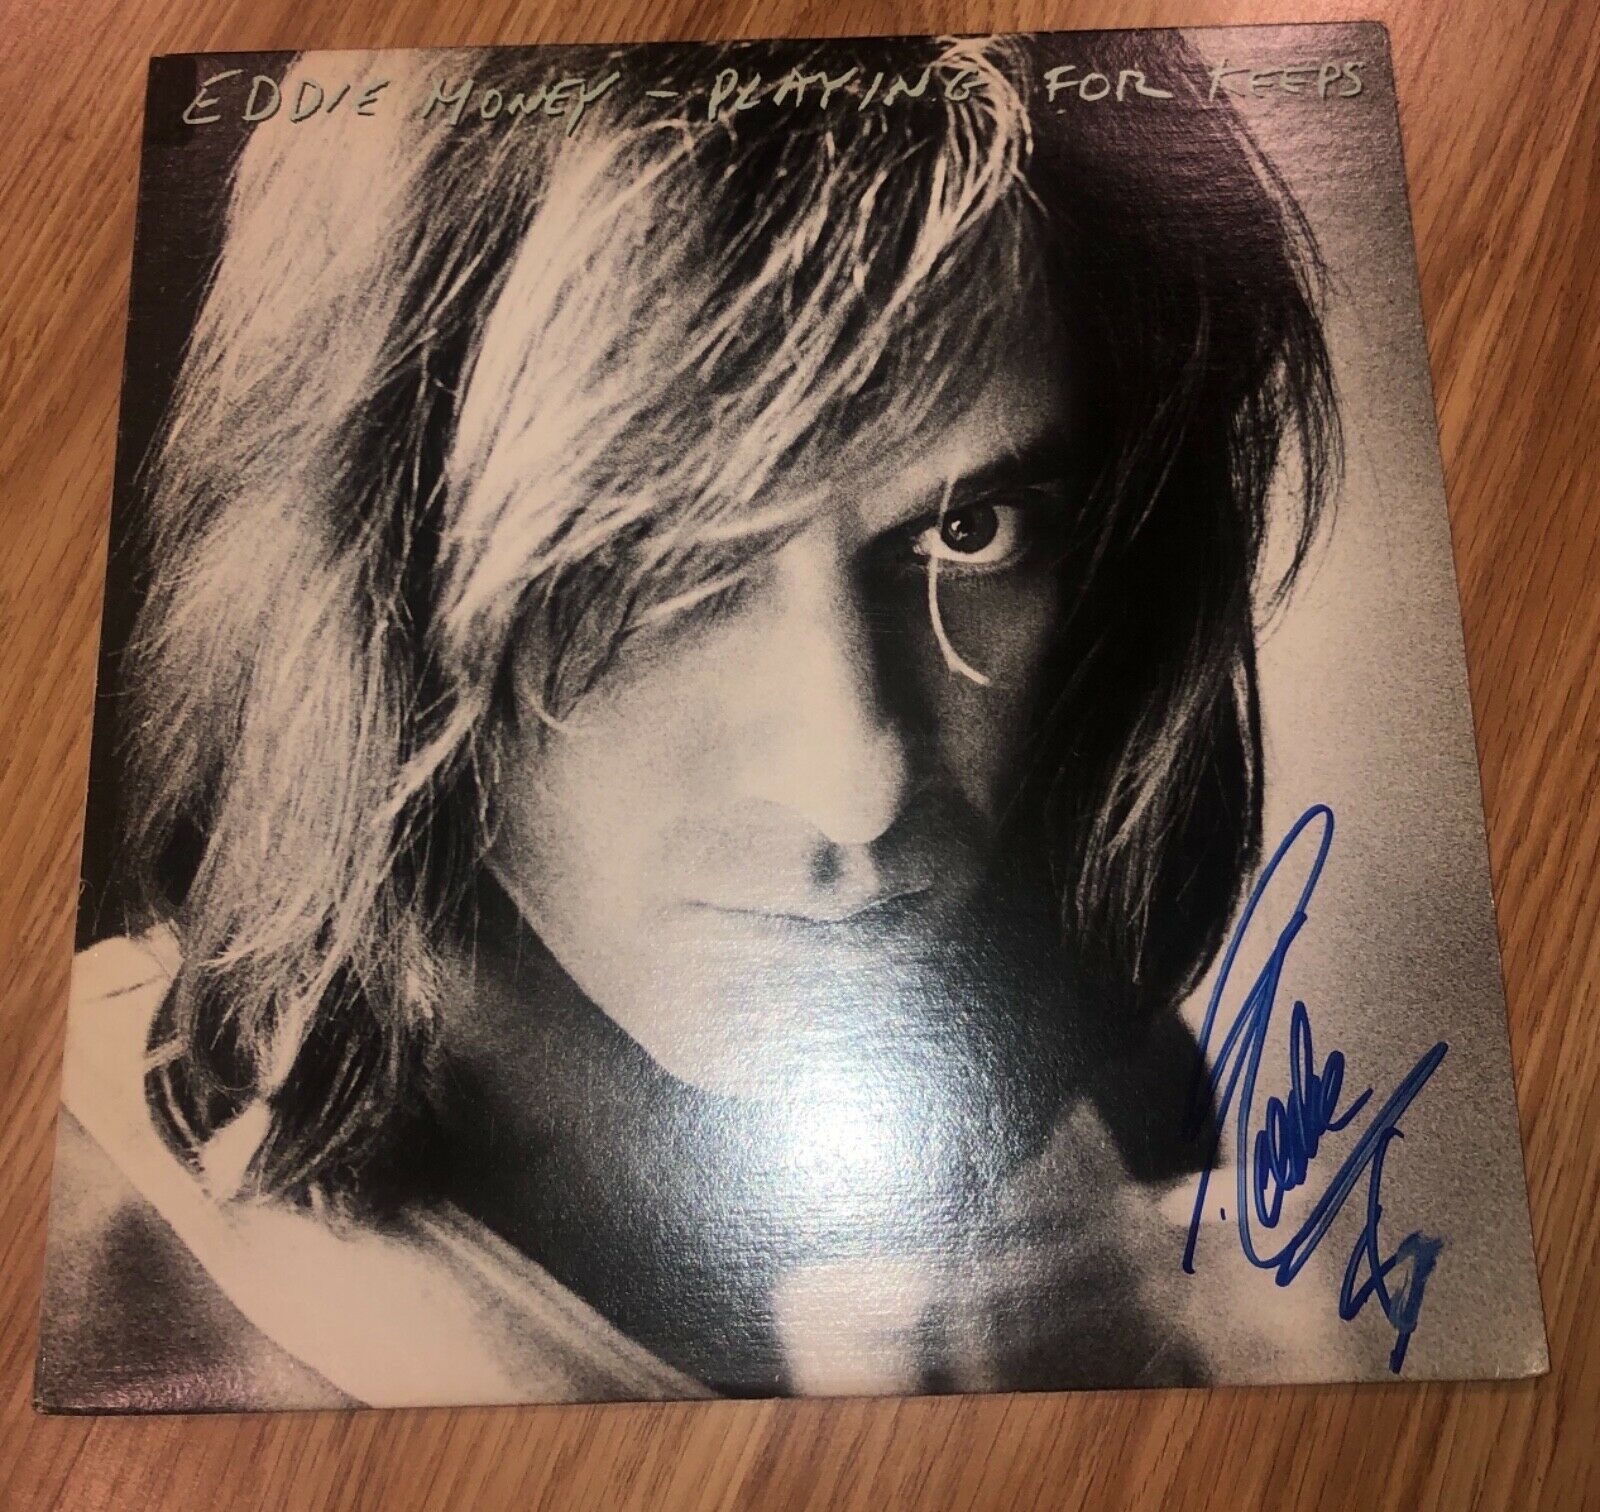 EDDIE MONEY - PLAYING FOR KEEPS